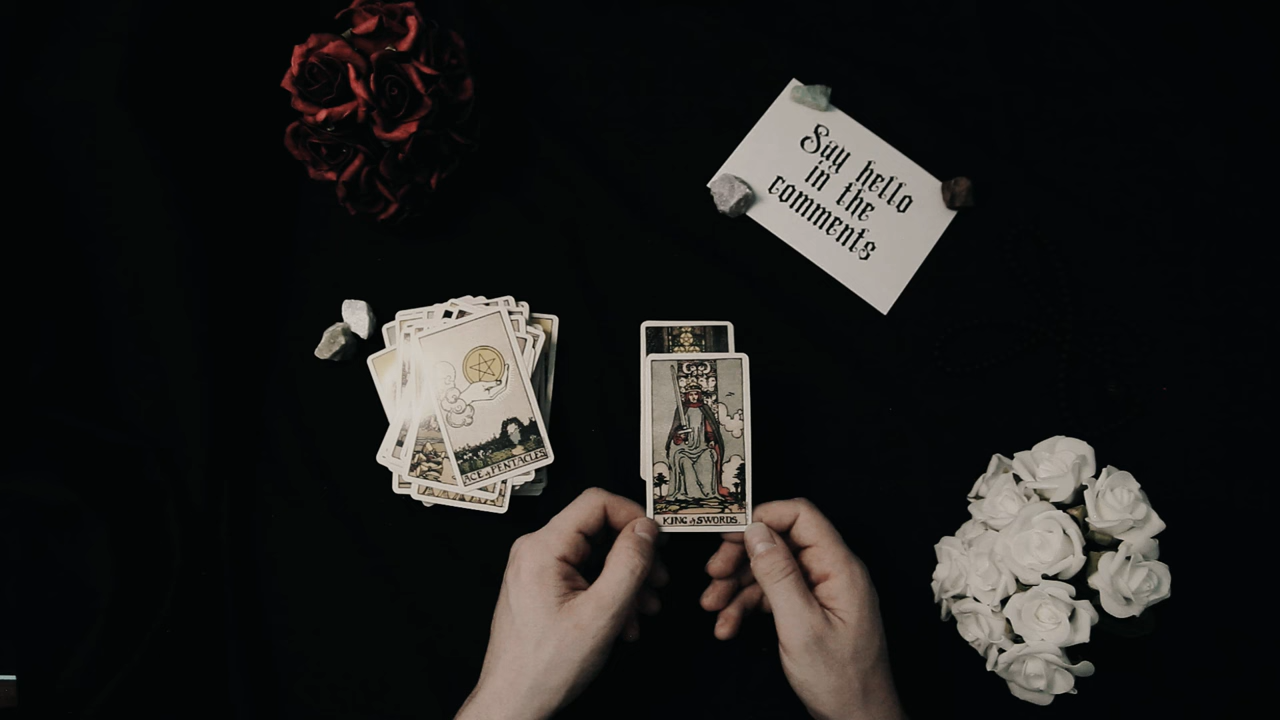 Say hello
in the
comments
ACE of PENTACLES
KING of SWORDS